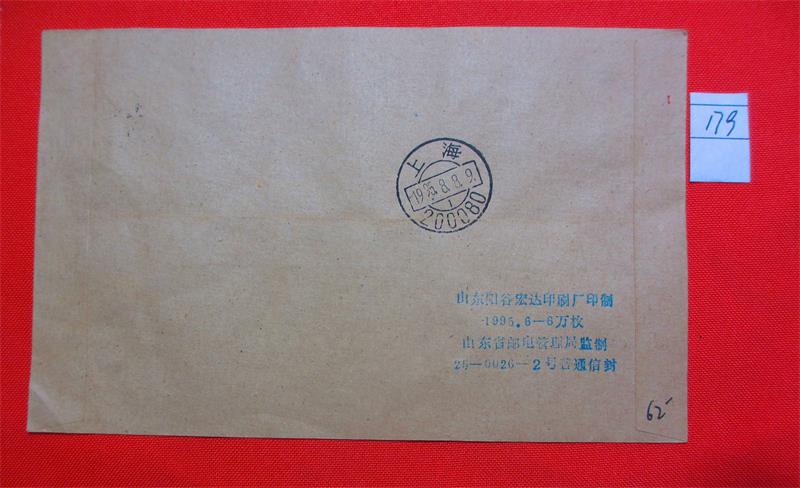 179
上海
1995.8.8.9.
1
200080
山东阳谷宏达印刷厂印制
1995.6—6万枚
山东省邮电管理局监制
25—0026—2号普通信封
62